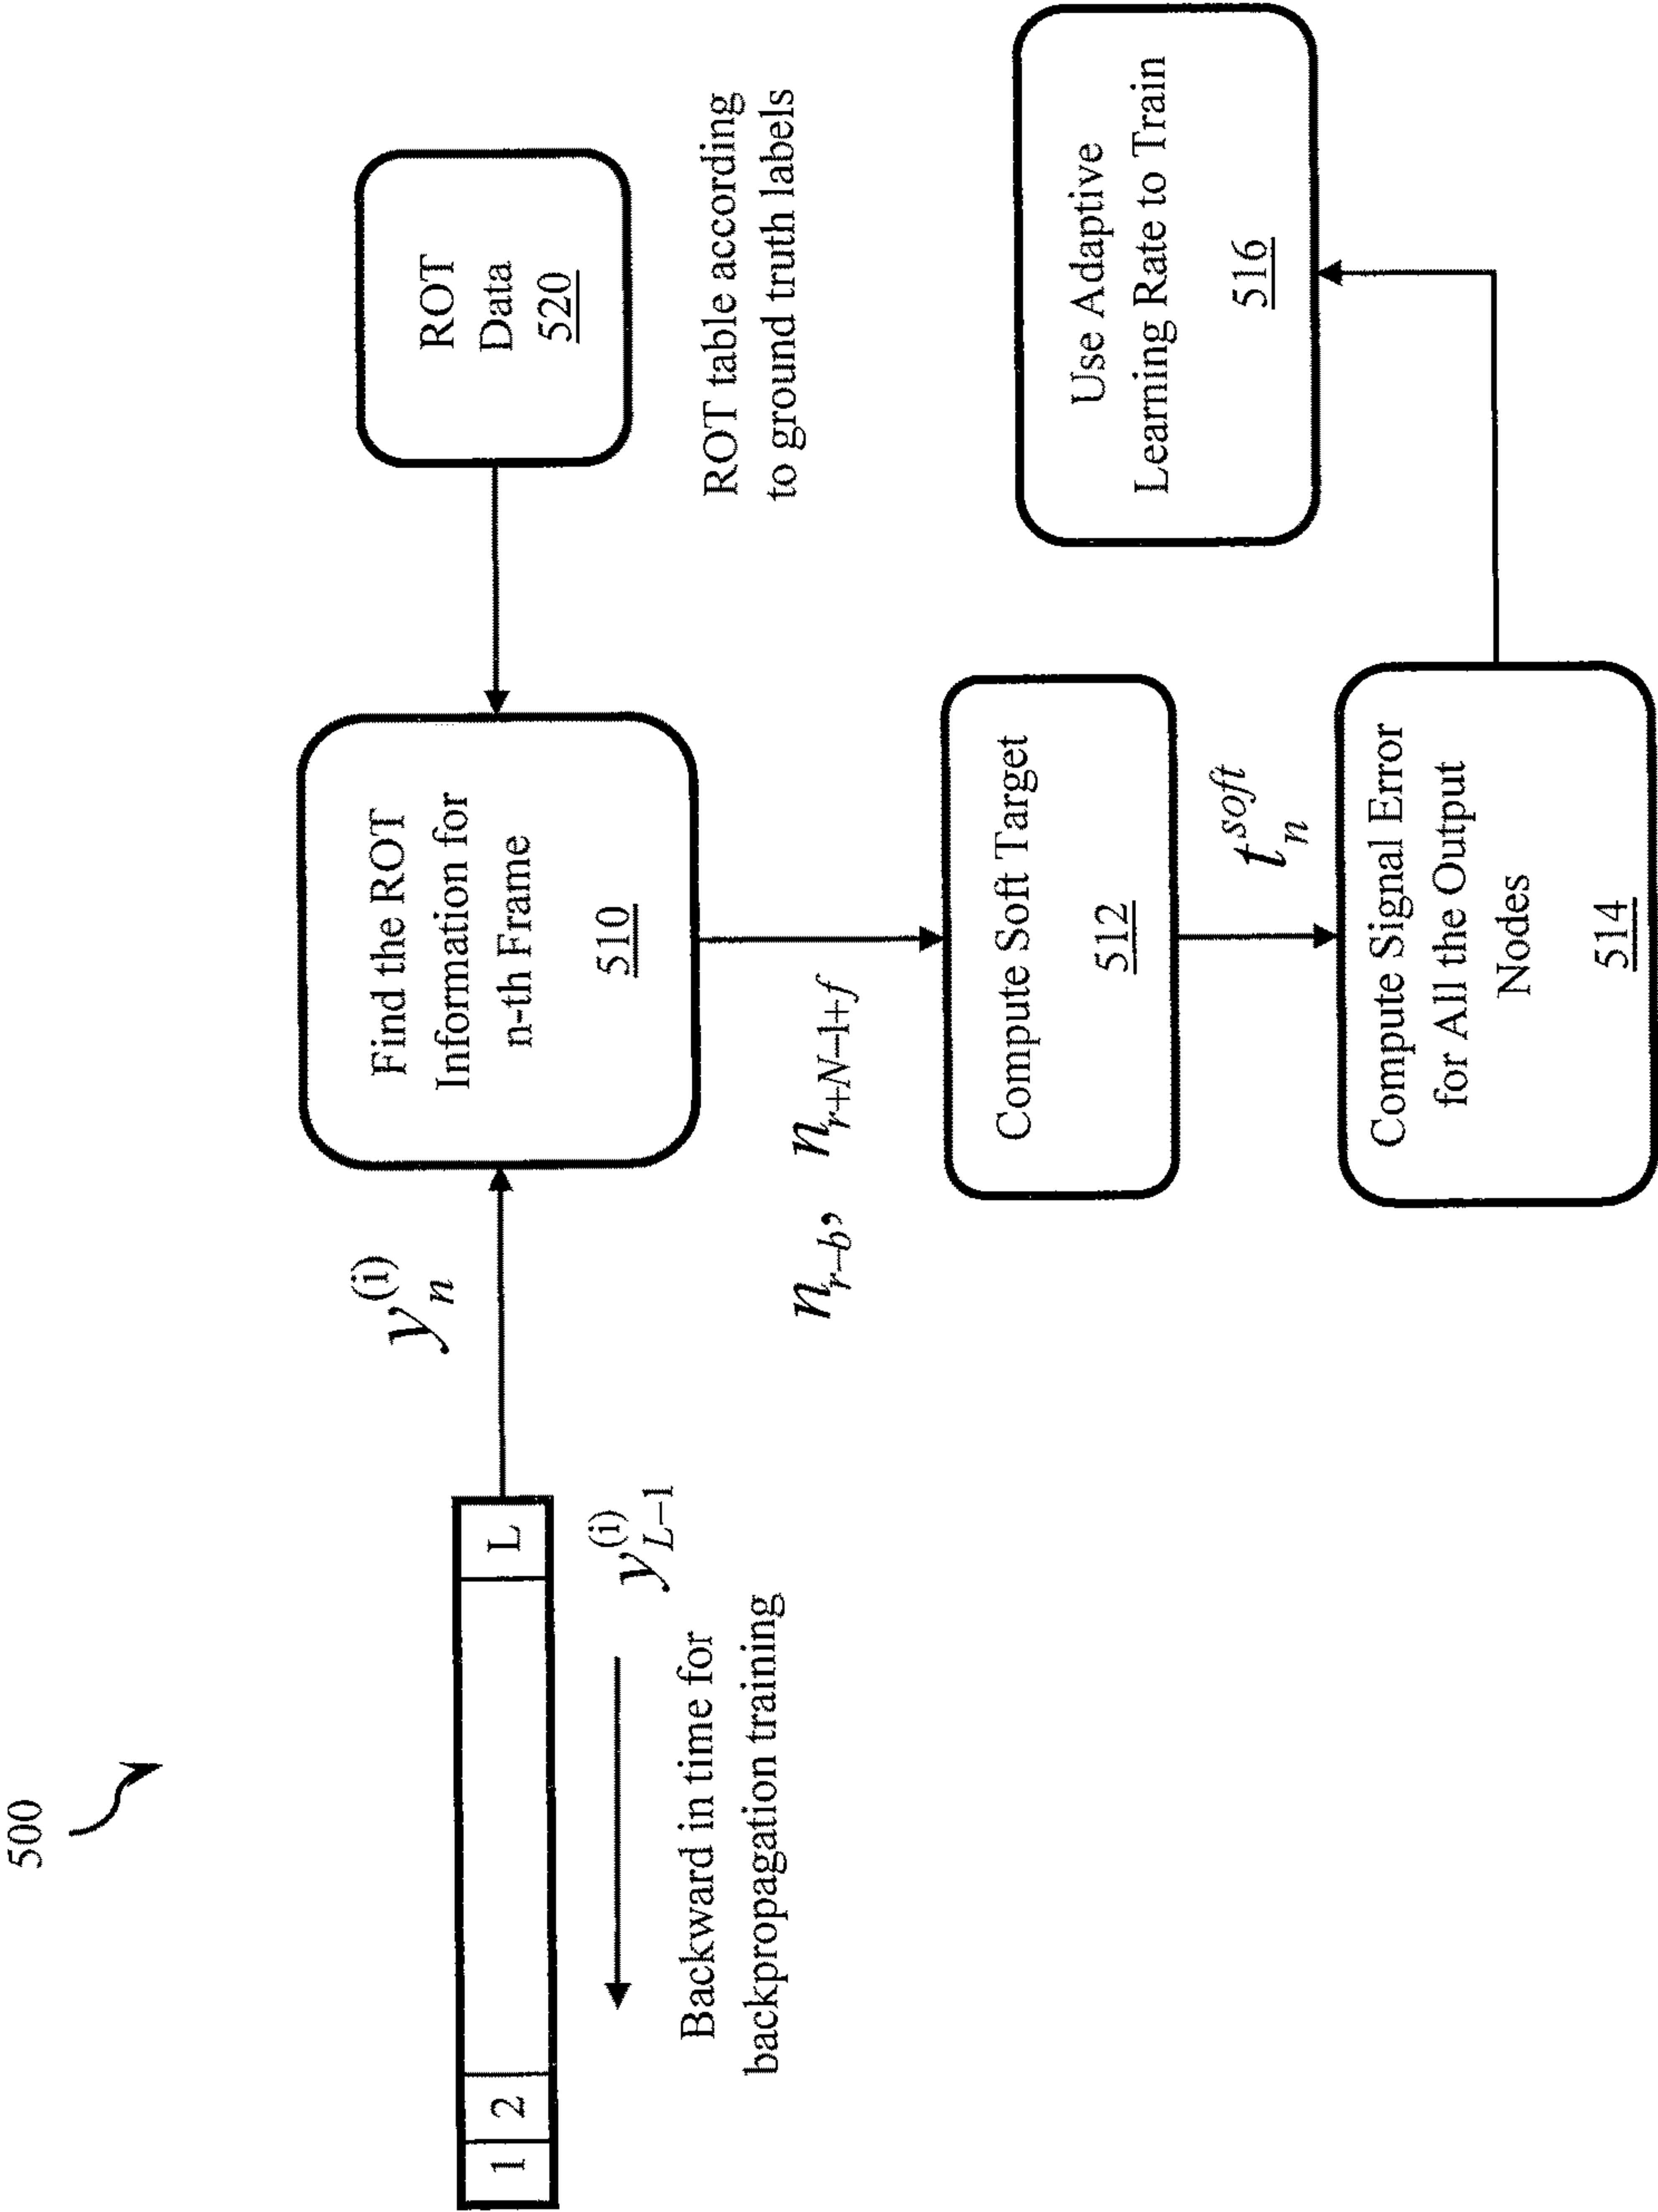 500
1 2 L
y_{L-1}^{(i)}
Backward in time for
backpropagation training
y_n^{(i)}
Find the ROT
Information for
n-th Frame
510
ROT
Data
520
ROT table according
to ground truth labels
n_{r-b}, n_{r+N-1+f}
Compute Soft Target
512
t_n^{soft}
Compute Signal Error
for All the Output
Nodes
514
Use Adaptive
Learning Rate to Train
516